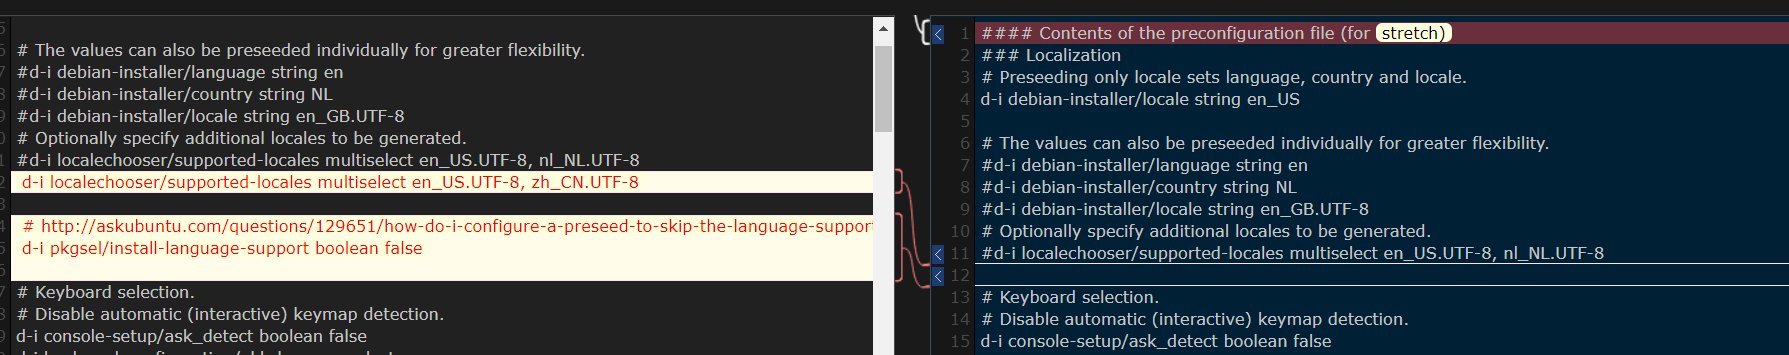 # The values can also be preseeded individually for greater flexibility.
#d-i debian-installer/language string en
#d-i debian-installer/country string NL
#d-i debian-installer/locale string en_GB.UTF-8
# Optionally specify additional locales to be generated.
#d-i localechooser/supported-locales multiselect en_US.UTF-8, nl_NL.UTF-8
d-i localechooser/supported-locales multiselect en_US.UTF-8, zh_CN.UTF-8
# http://askubuntu.com/questions/129651/how-do-i-configure-a-preseed-to-skip-the-language-support
d-i pkgsel/install-language-support boolean false
# Keyboard selection.
# Disable automatic (interactive) keymap detection.
d-i console-setup/ask_detect boolean false
1 #### Contents of the preconfiguration file (for stretch)
2 ### Localization
3 # Preseeding only locale sets language, country and locale.
4 d-i debian-installer/locale string en_US
5
6 # The values can also be preseeded individually for greater flexibility.
7 #d-i debian-installer/language string en
8 #d-i debian-installer/country string NL
9 #d-i debian-installer/locale string en_GB.UTF-8
10 # Optionally specify additional locales to be generated.
11 #d-i localechooser/supported-locales multiselect en_US.UTF-8, nl_NL.UTF-8
12
13 # Keyboard selection.
14 # Disable automatic (interactive) keymap detection.
15 d-i console-setup/ask_detect boolean false